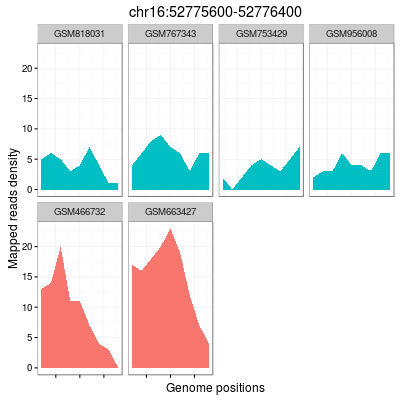 chr16:52775600-52776400
GSM818031 GSM767343 GSM753429 GSM956008
20
15
10
5
0
Mapped reads density
GSM466732 GSM663427
20
15
10
5
0
Genome positions